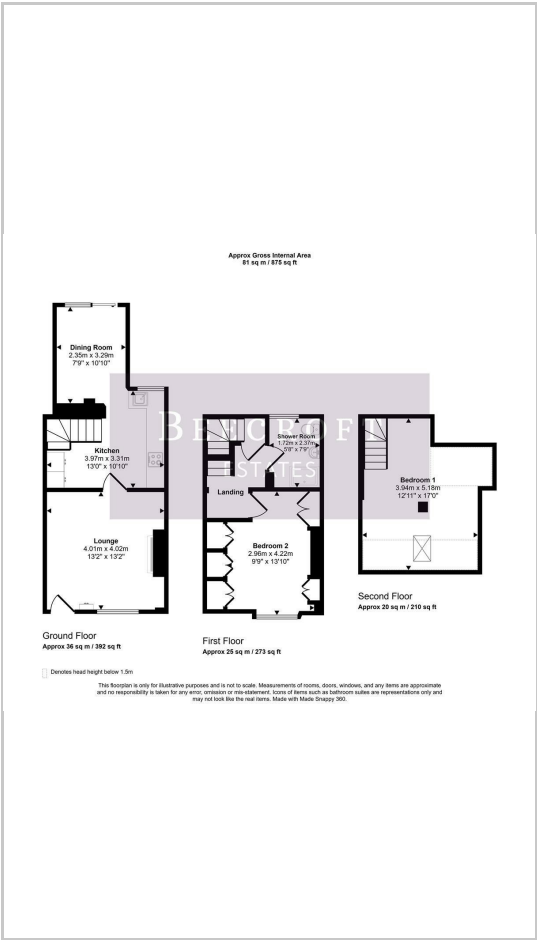 Approx Gross Internal Area
81 sq m / 875 sq ft
Dining Room
2.35m x 3.29m
7'9" x 10'10"
Kitchen
3.97m x 3.31m
13'0" x 10'10"
Lounge
4.01m x 4.02m
13'2" x 13'2"
Ground Floor
Approx 36 sq m / 392 sq ft
BEECROFT
ESTATES
Shower Room
1.72m x 2.37m
5'8" x 7'9"
Landing
Bedroom 2
2.96m x 4.22m
9'9" x 13'10"
First Floor
Approx 25 sq m / 273 sq ft
Bedroom 1
3.94m x 5.18m
12'11" x 17'0"
Second Floor
Approx 20 sq m / 210 sq ft
Denotes head height below 1.5m
This floorplan is only for illustrative purposes and is not to scale. Measurements of rooms, doors, windows, and any items are approximate
and no responsibility is taken for any error, omission or mis-statement. Icons of items such as bathroom suites are representations only and
may not look like the real items. Made with Made Snappy 360.